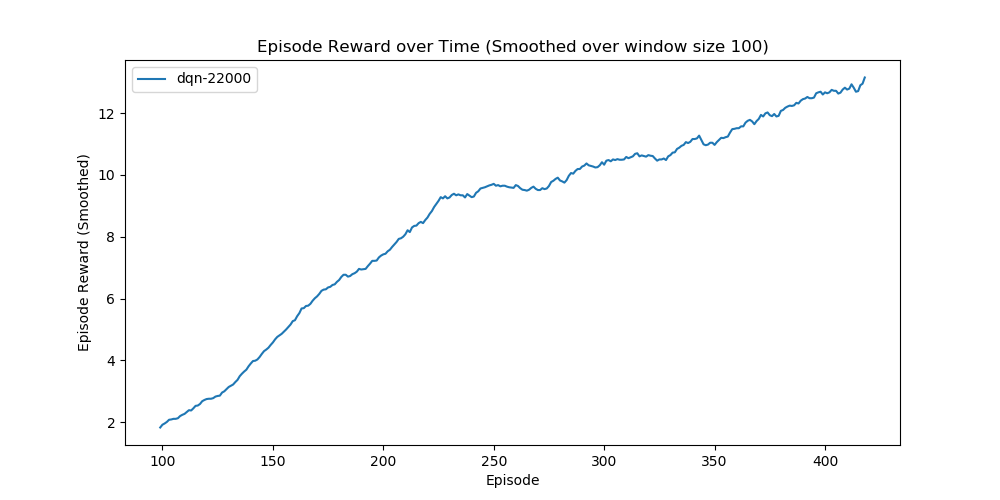 Episode Reward over Time (Smoothed over window size 100)
dqn-22000
Episode Reward (Smoothed)
12
10
8
6
4
2
100 150 200 250 300 350 400
Episode